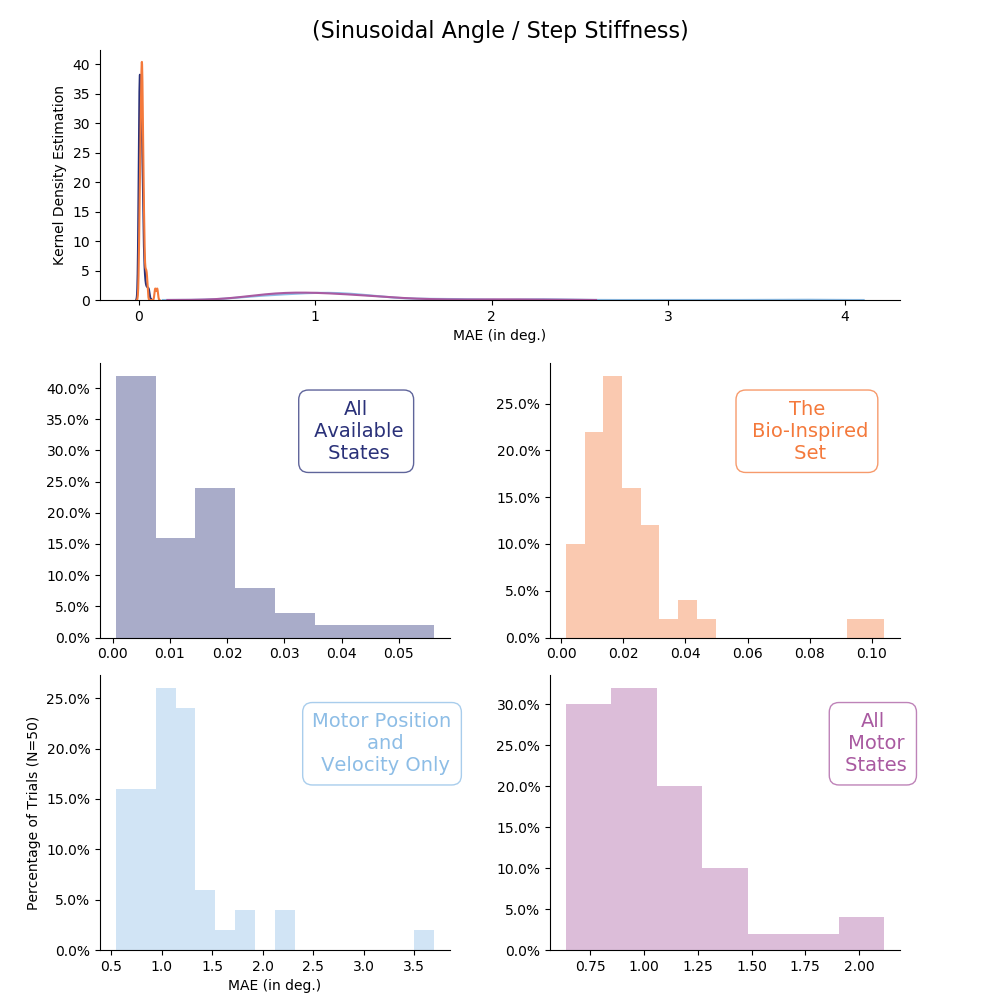 (Sinusoidal Angle / Step Stiffness)
Kernel Density Estimation
40
35
30
25
20
15
10
5
0
0 1 2 3 4
MAE (in deg.)
40.0%
35.0%
30.0%
25.0%
20.0%
15.0%
10.0%
5.0%
0.0%
0.00 0.01 0.02 0.03 0.04 0.05
All
Available
States
25.0%
20.0%
15.0%
10.0%
5.0%
0.0%
0.00 0.02 0.04 0.06 0.08 0.10
The
Bio-Inspired
Set
Percentage of Trials (N=50)
25.0%
20.0%
15.0%
10.0%
5.0%
0.0%
0.5 1.0 1.5 2.0 2.5 3.0 3.5
MAE (in deg.)
Motor Position
and
Velocity Only
30.0%
25.0%
20.0%
15.0%
10.0%
5.0%
0.0%
0.75 1.00 1.25 1.50 1.75 2.00
All
Motor
States